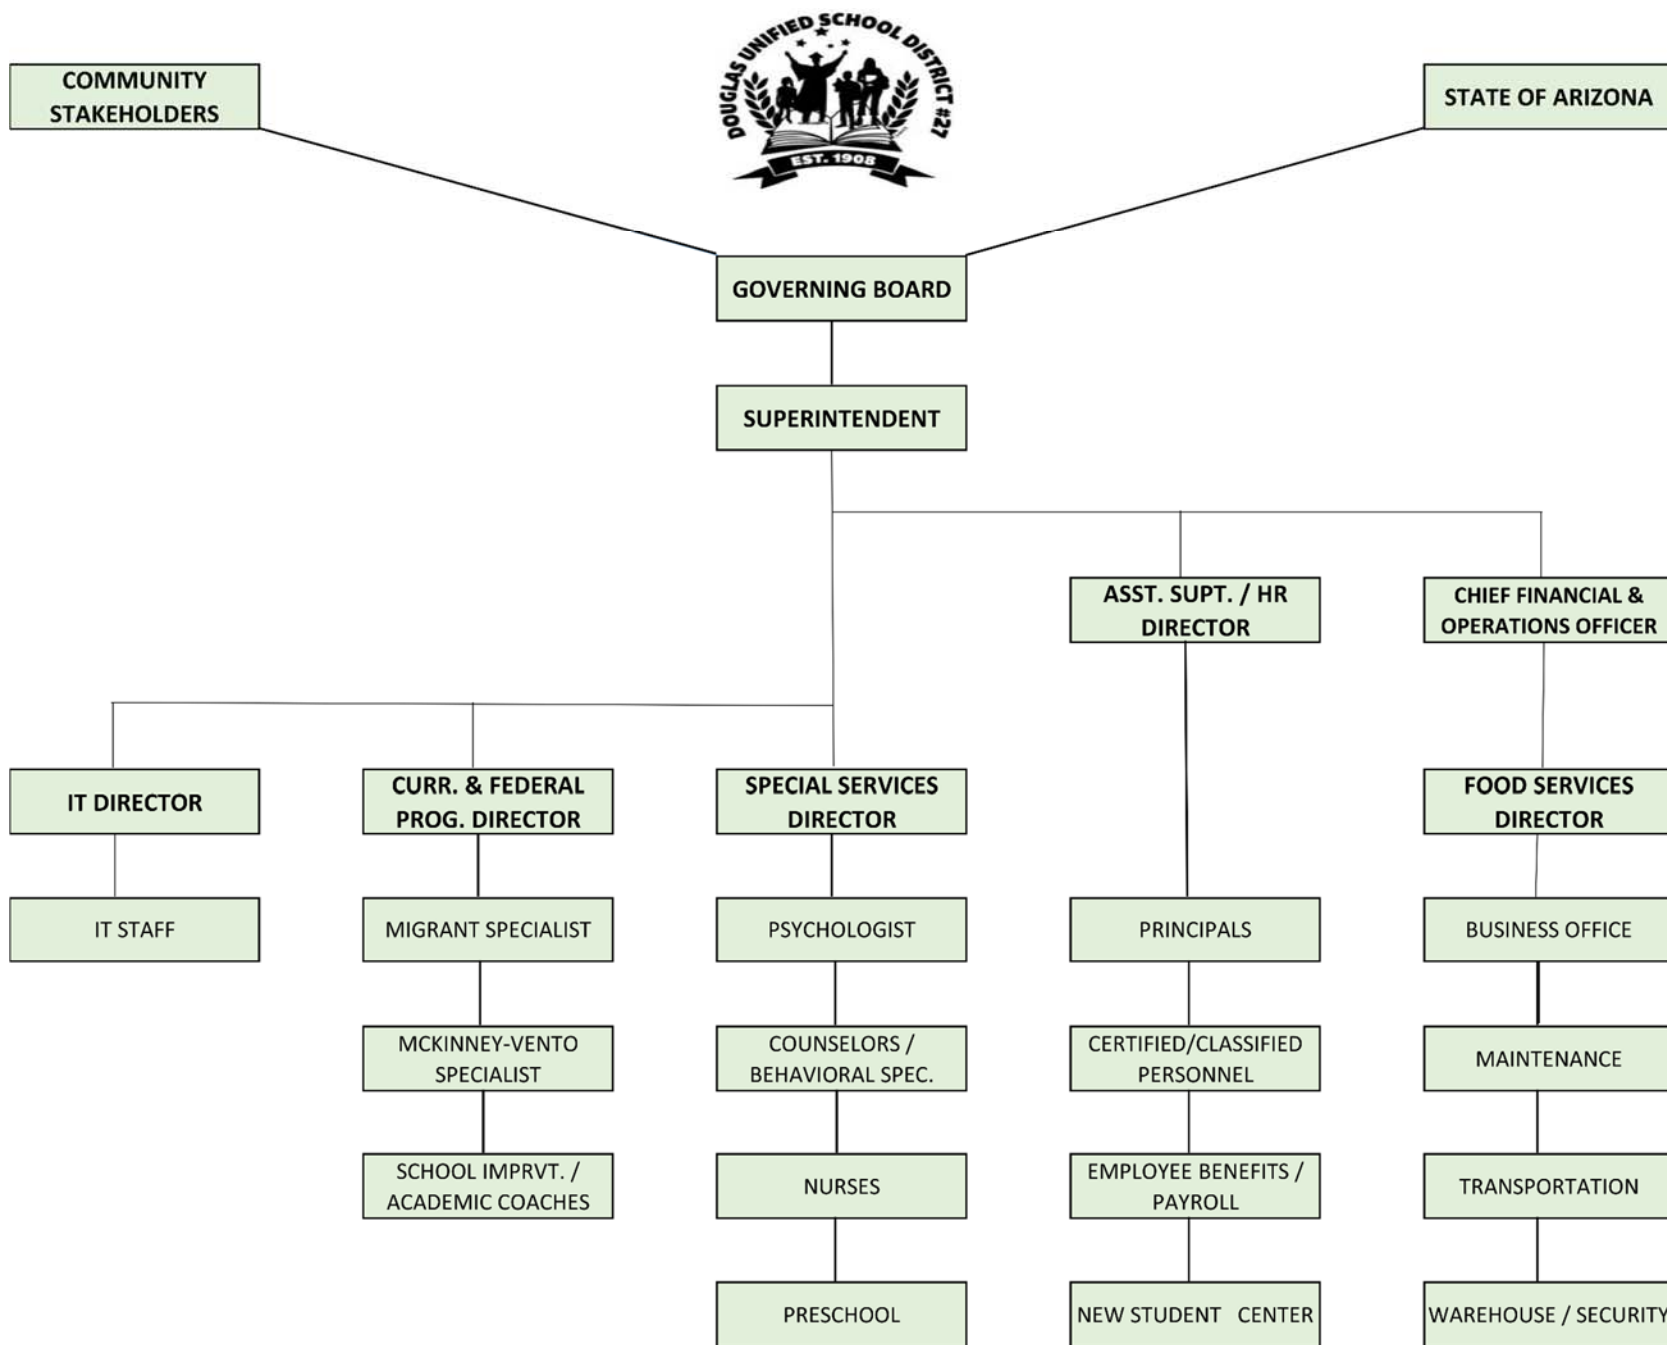 DOUGLAS UNIFIED SCHOOL DISTRICT #27
EST. 1908
COMMUNITY
STAKEHOLDERS
STATE OF ARIZONA
GOVERNING BOARD
SUPERINTENDENT
ASST. SUPT. / HR
DIRECTOR
CHIEF FINANCIAL &
OPERATIONS OFFICER
IT DIRECTOR
CURR. & FEDERAL
PROG. DIRECTOR
SPECIAL SERVICES
DIRECTOR
FOOD SERVICES
DIRECTOR
IT STAFF
MIGRANT SPECIALIST
PSYCHOLOGIST
PRINCIPALS
BUSINESS OFFICE
MCKINNEY-VENTO
SPECIALIST
COUNSELORS /
BEHAVIORAL SPEC.
CERTIFIED/CLASSIFIED
PERSONNEL
MAINTENANCE
SCHOOL IMPRVT. /
ACADEMIC COACHES
NURSES
EMPLOYEE BENEFITS /
PAYROLL
TRANSPORTATION
PRESCHOOL
NEW STUDENT CENTER
WAREHOUSE / SECURITY